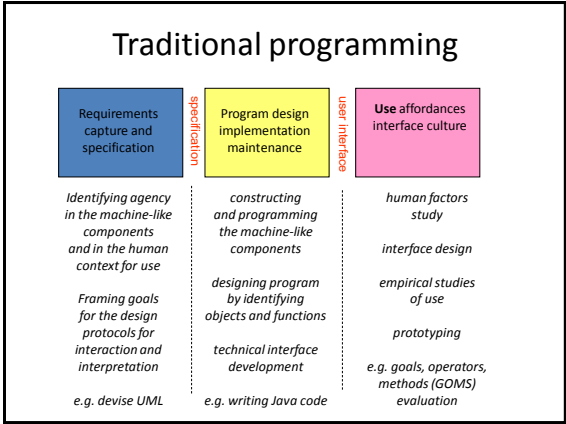 Traditional programming
Requirements
capture and
specification
specification
Program design
implementation
maintenance
user interface
Use affordances
interface culture
Identifying agency
in the machine-like
components
and in the human
context for use
Framing goals
for the design
protocols for
interaction and
interpretation
e.g. devise UML
constructing
and programming
the machine-like
components
designing program
by identifying
objects and functions
technical interface
development
e.g. writing Java code
human factors
study
interface design
empirical studies
of use
prototyping
e.g. goals, operators,
methods (GOMS)
evaluation